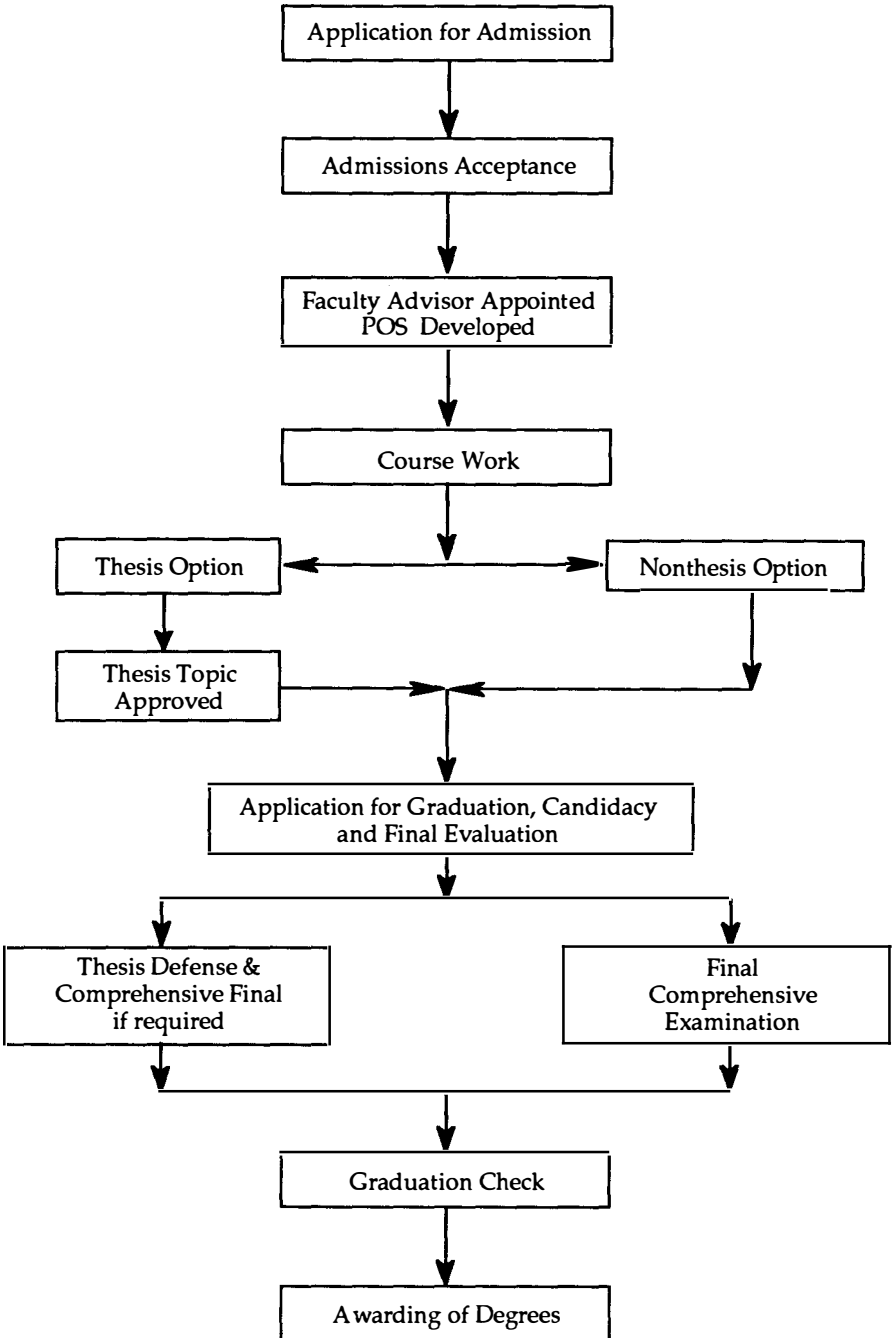 Application for Admission
Admissions Acceptance
Faculty Advisor Appointed
POS Developed
Course Work
Thesis Option
Nonthesis Option
Thesis Topic
Approved
Application for Graduation, Candidacy
and Final Evaluation
Thesis Defense &
Comprehensive Final
if required
Final
Comprehensive
Examination
Graduation Check
Awarding of Degrees